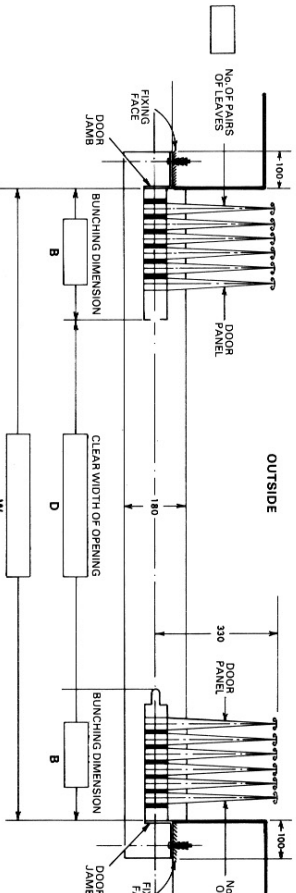 No. OF PAIRS
OF LEAVES
FIXING
FACE
DOOR
JAMB
100
BUNCHING DIMENSION
B
DOOR
PANEL
OUTSIDE
180
CLEAR WIDTH OF OPENING
D
330
DOOR
PANEL
BUNCHING DIMENSION
B
100
DOOR
JAMB